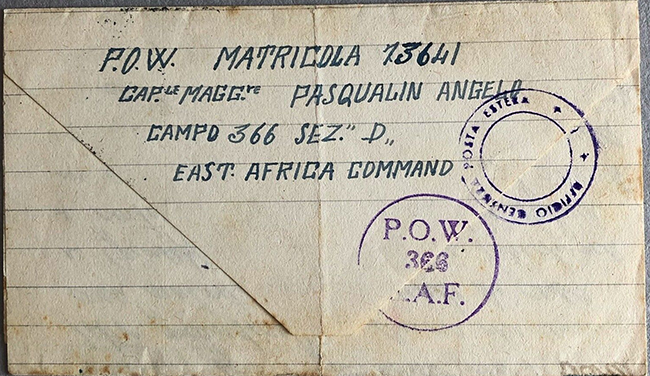 P.O.W. MATRICOLA 73641
CAP.LE MAGG.re PASQUALIN ANGELO
CAMPO 366 SEZ." D„
EAST. AFRICA COMMAND
UFFICIO CENSURA POSTA ESTERA
P.O.W.
366
.A.F.